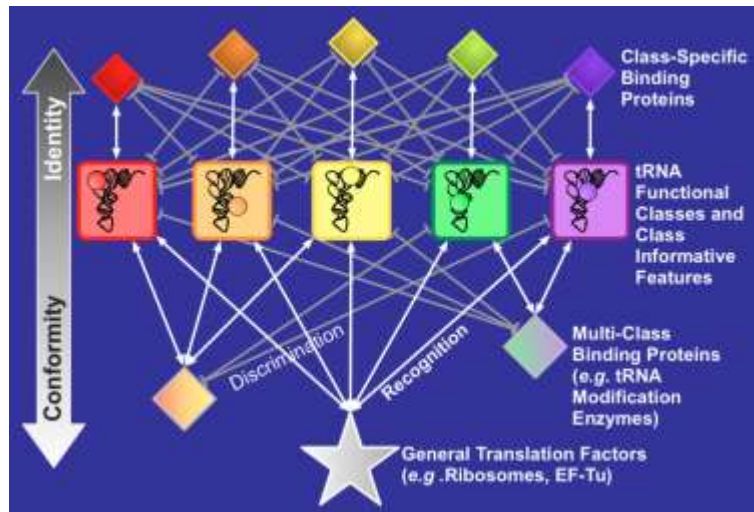 Class-Specific
Binding
Proteins
Identity
tRNA
Functional
Classes and
Class
Informative
Features
Conformity
Discrimination
Recognition
Multi-Class
Binding Proteins
(e.g. tRNA
Modification
Enzymes)
General Translation Factors
(e.g .Ribosomes, EF-Tu)